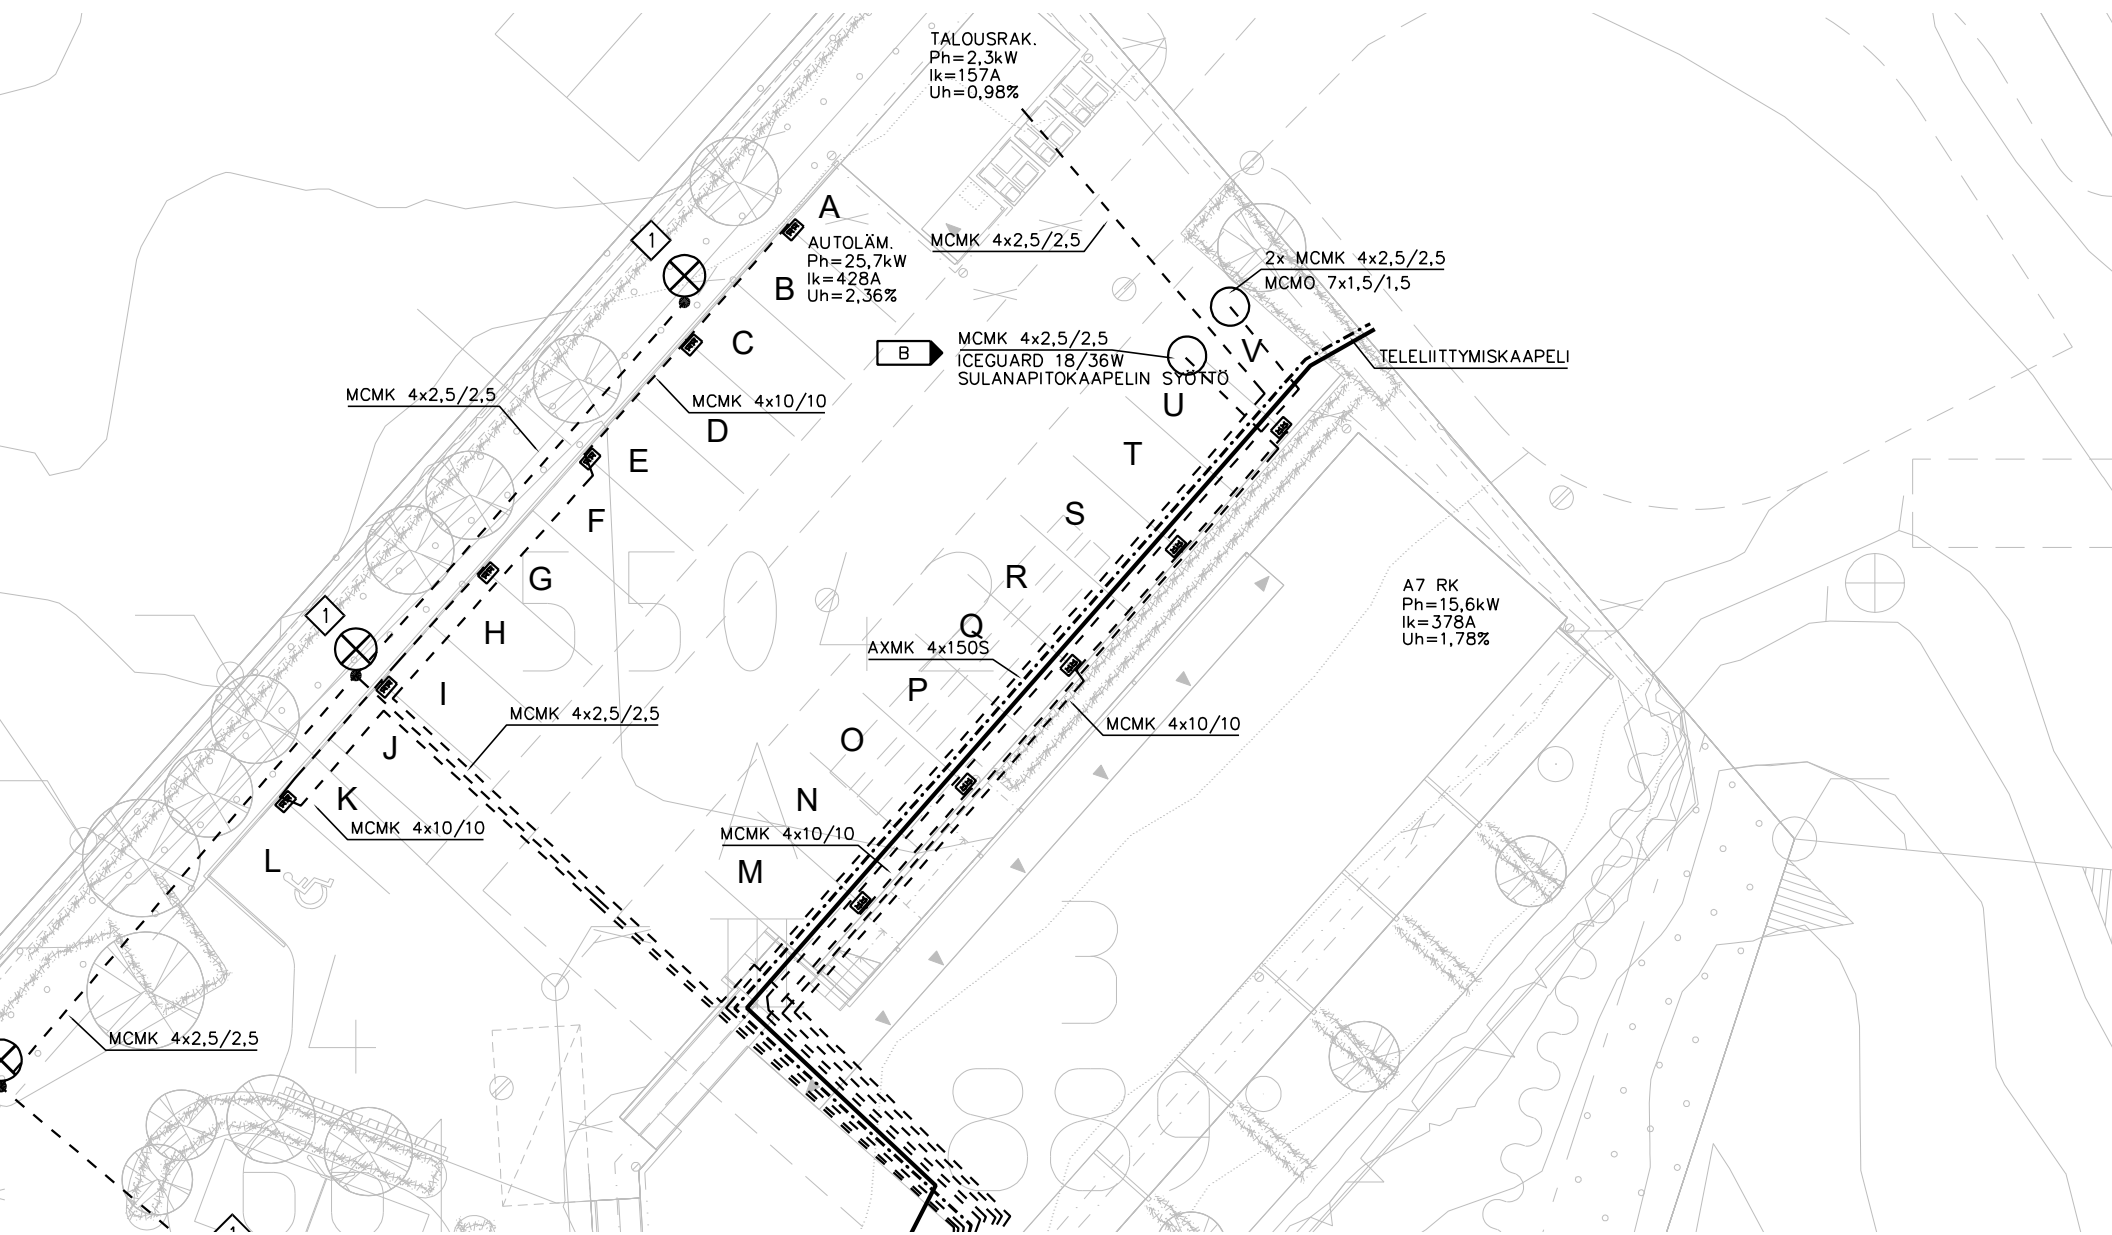 TALOUSRAK.
Ph=2,3kW
Ik=157A
Uh=0,98%
A
1
AUTOLÄM.
Ph=25,7kW
Ik=428A
Uh=2,36%
B
MCMK 4x2,5/2,5
2x MCMK 4x2,5/2,5
MCMO 7x1,5/1,5
C
B
MCMK 4x2,5/2,5
ICEGUARD 18/36W
SULANAPITOKAAPELIN SYÖTTÖ
V
TELELIITTYMISKAAPELI
MCMK 4x2,5/2,5
MCMK 4x10/10
U
D
T
E
F
S
G
R
550402
A7 RK
Ph=15,6kW
Ik=378A
Uh=1,78%
1
H
Q
AXMK 4x150S
I
P
MCMK 4x2,5/2,5
MCMK 4x10/10
J
O
K
N
MCMK 4x10/10
MCMK 4x10/10
L
M
MCMK 4x2,5/2,5
1